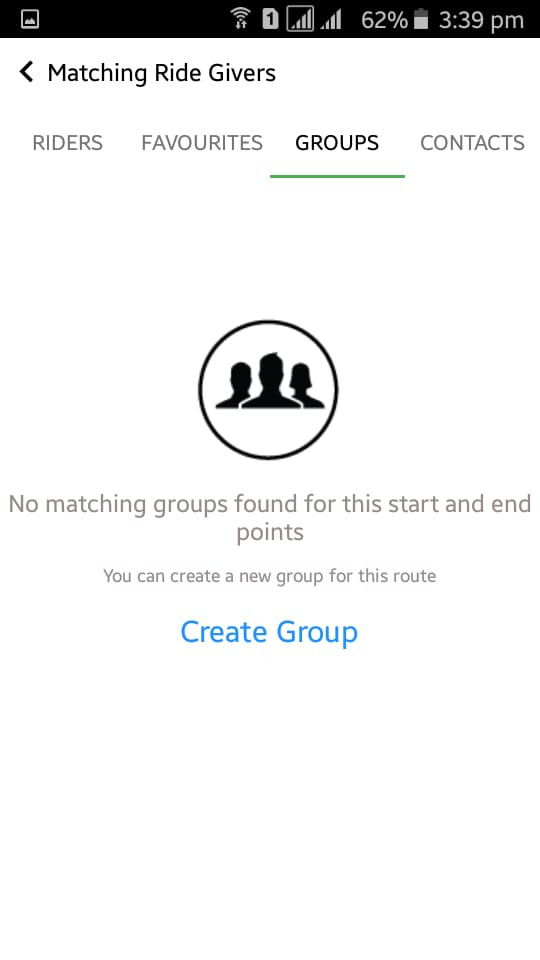 1 62% 3:39 pm
Matching Ride Givers
RIDERS FAVOURITES GROUPS CONTACTS
No matching groups found for this start and end
points
You can create a new group for this route
Create Group